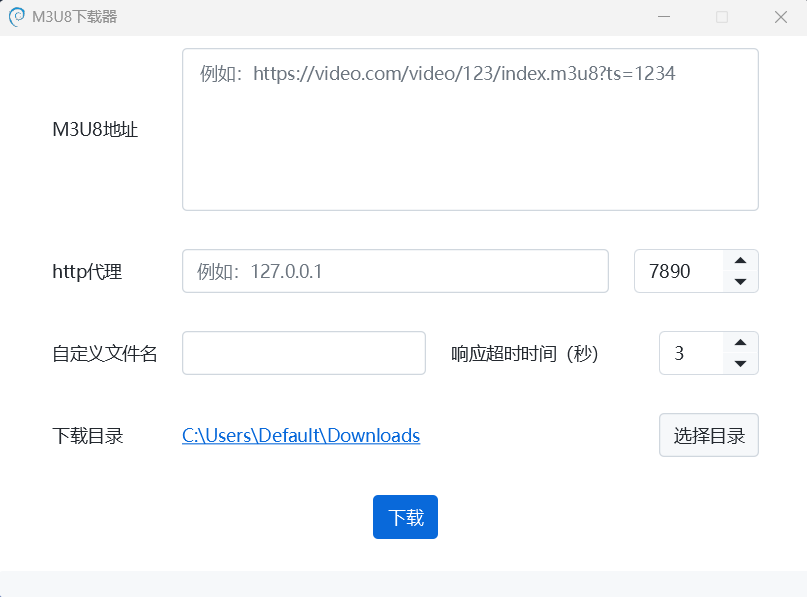 M3U8下载器
M3U8地址
例如：https://video.com/video/123/index.m3u8?ts=1234
http代理
例如：127.0.0.1
7890
自定义文件名
响应超时时间（秒）
3
下载目录
C:\Users\Default\Downloads
选择目录
下载